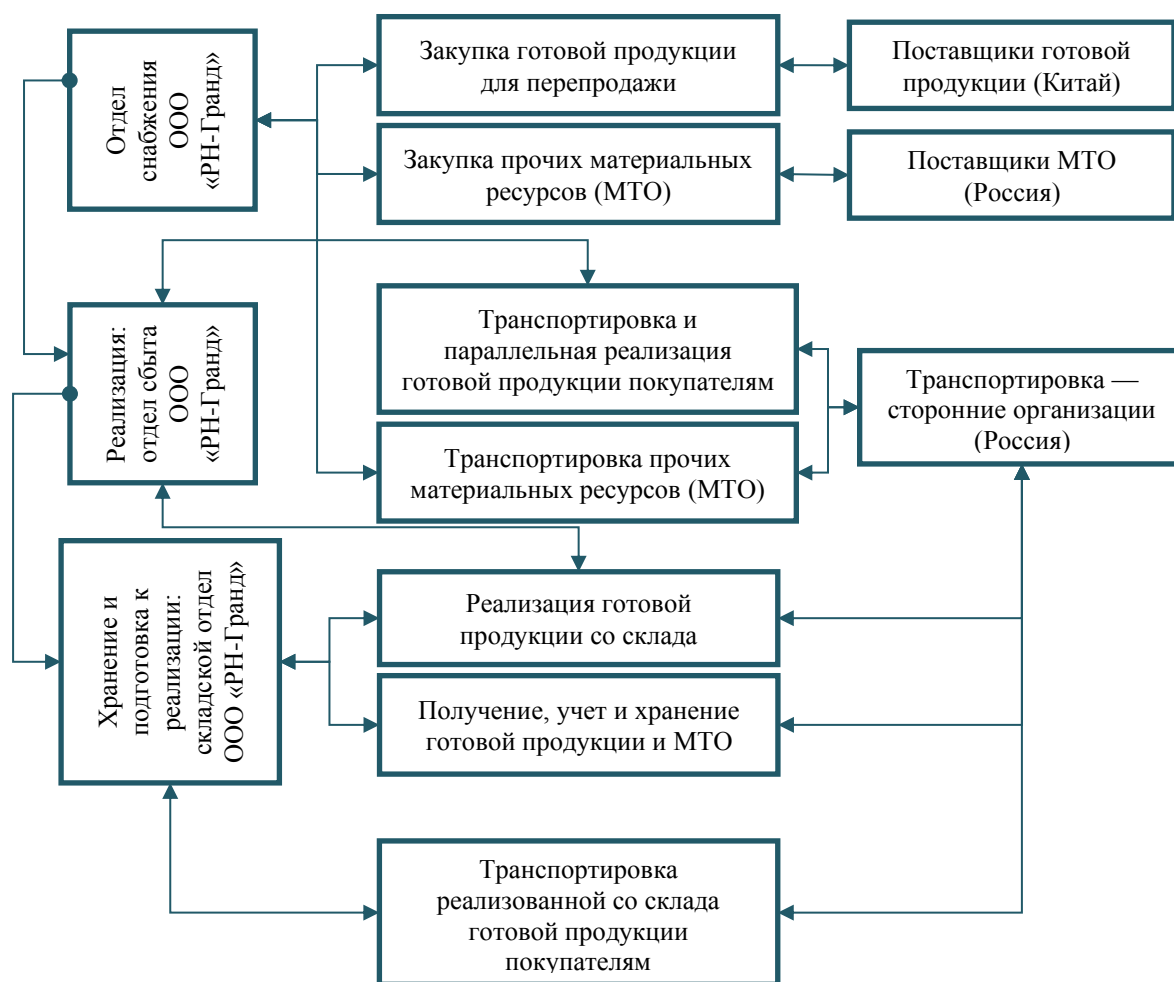 Отдел
снабжения
ООО
«РН-Гранд»
Закупка готовой продукции
для перепродажи
Поставщики готовой
продукции (Китай)
Закупка прочих материальных
ресурсов (МТО)
Поставщики МТО
(Россия)
Реализация:
отдел сбыта
ООО
«РН-Гранд»
Транспортировка и
параллельная реализация
готовой продукции покупателям
Транспортировка —
сторонние организации
(Россия)
Транспортировка прочих
материальных ресурсов (МТО)
Хранение и
подготовка к
реализации:
складской отдел
ООО «РН-Гранд»
Реализация готовой
продукции со склада
Получение, учет и хранение
готовой продукции и МТО
Транспортировка
реализованной со склада
готовой продукции
покупателям